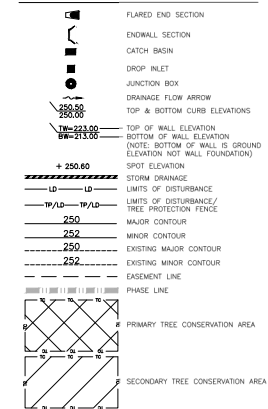 FLARED END SECTION
ENDWALL SECTION
CATCH BASIN
DROP INLET
JUNCTION BOX
DRAINAGE FLOW ARROW
250.50
250.00 TOP & BOTTOM CURB ELEVATIONS
TW=223.00 TOP OF WALL ELEVATION
BW=213.00 BOTTOM OF WALL ELEVATION
(NOTE: BOTTOM OF WALL IS GROUND
ELEVATION NOT WALL FOUNDATION)
+ 250.60 SPOT ELEVATION
STORM DRAINAGE
LD LD LIMITS OF DISTURBANCE
TP/LD TP/LD LIMITS OF DISTURBANCE/
TREE PROTECTION FENCE
250 MAJOR CONTOUR
252 MINOR CONTOUR
250 EXISTING MAJOR CONTOUR
252 EXISTING MINOR CONTOUR
EASEMENT LINE
PHASE LINE
TC TC TC
PRIMARY TREE CONSERVATION AREA
TC TC TC
SECONDARY TREE CONSERVATION AREA